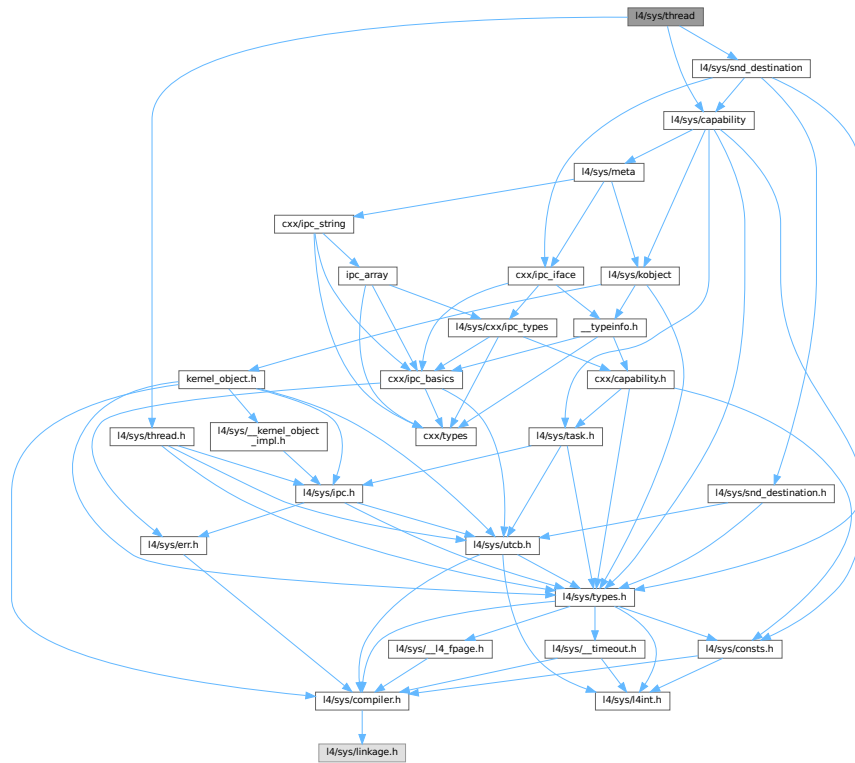 l4/sys/thread
l4/sys/snd_destination
l4/sys/capability
l4/sys/meta
cxx/ipc_string
ipc_array
cxx/ipc_iface
l4/sys/kobject
l4/sys/cxx/ipc_types
__typeinfo.h
kernel_object.h
cxx/ipc_basics
cxx/capability.h
l4/sys/thread.h
l4/sys/__kernel_object
_impl.h
cxx/types
l4/sys/task.h
l4/sys/ipc.h
l4/sys/snd_destination.h
l4/sys/err.h
l4/sys/utcb.h
l4/sys/types.h
l4/sys/__l4_fpage.h
l4/sys/__timeout.h
l4/sys/consts.h
l4/sys/compiler.h
l4/sys/l4int.h
l4/sys/linkage.h